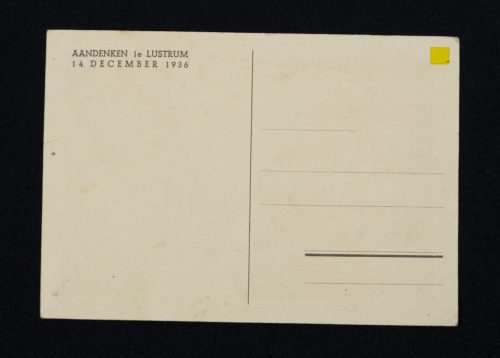 AANDENKEN 1e LUSTRUM
14 DECEMBER 1936